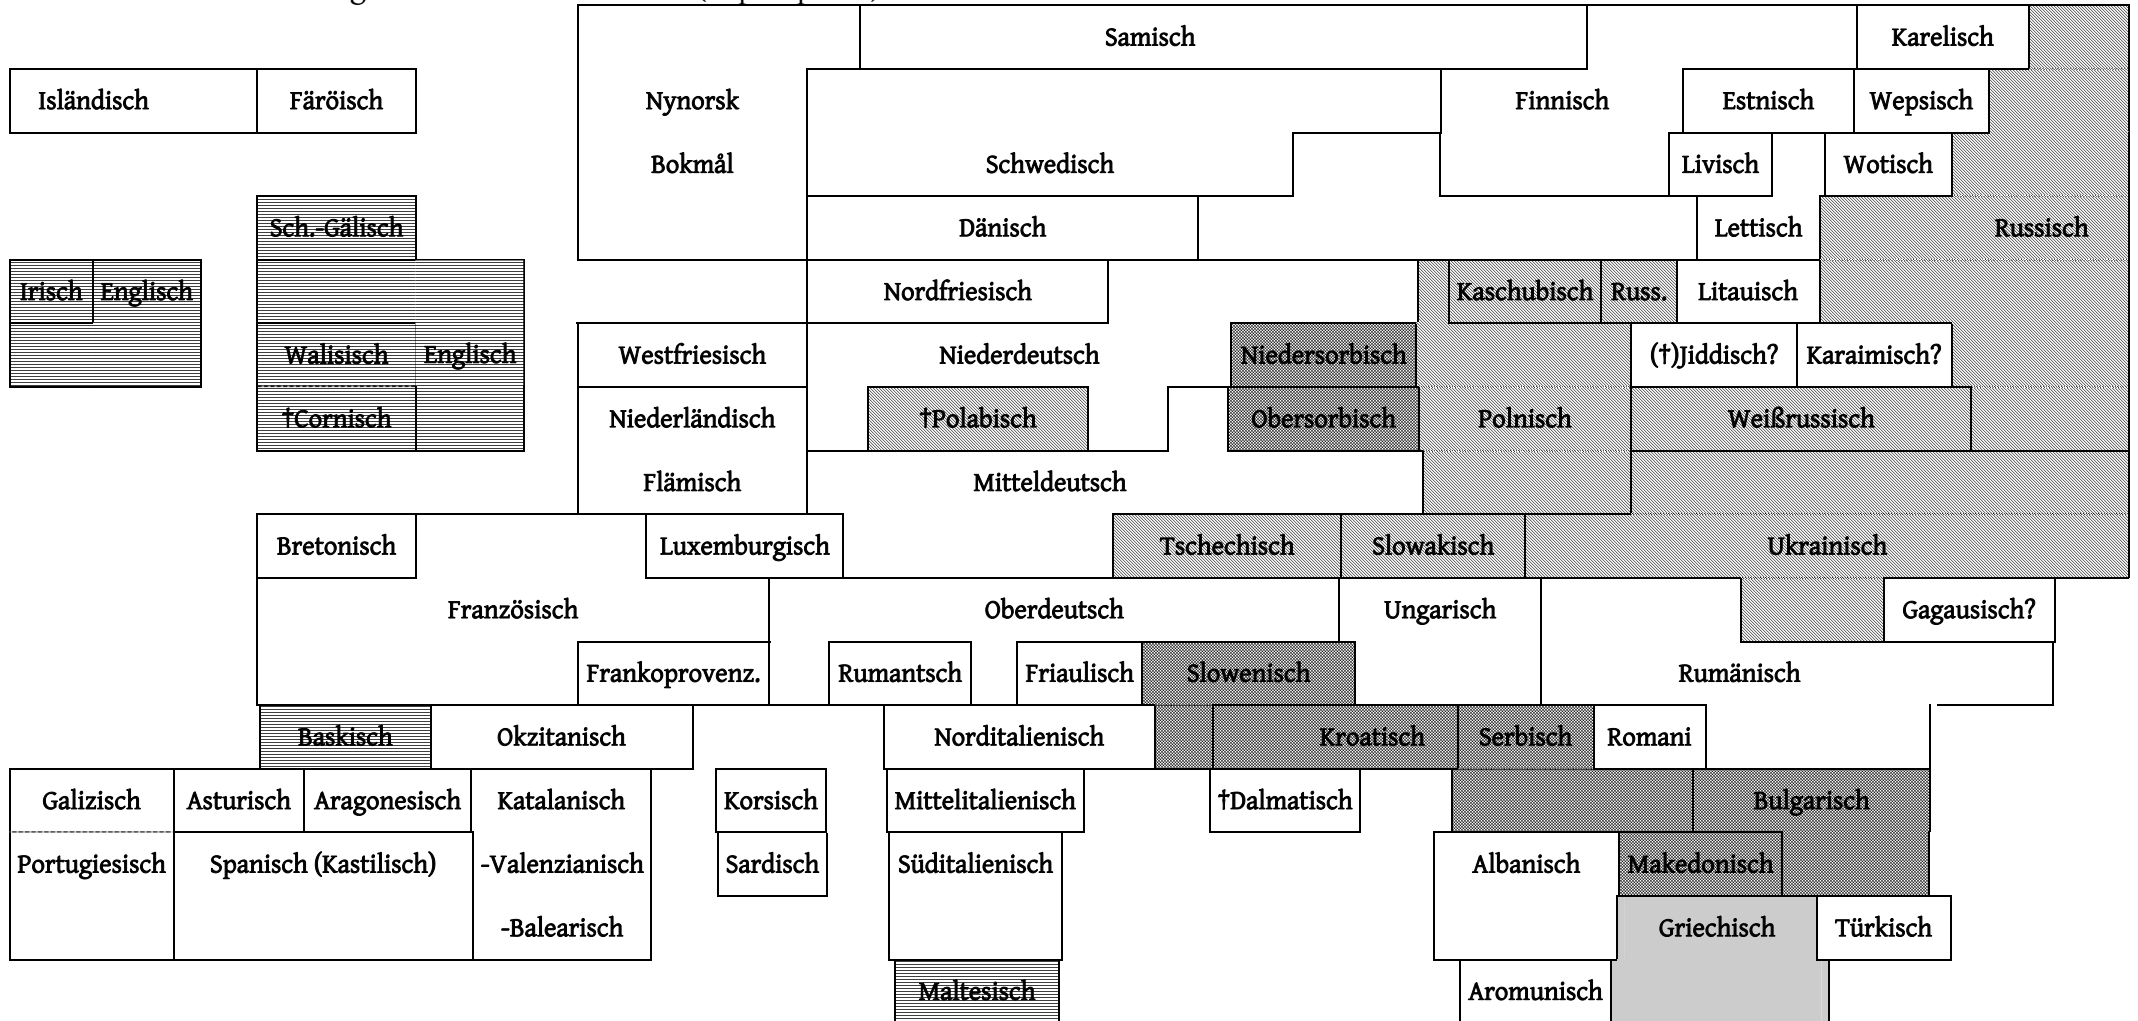 Samisch Karelisch
Isländisch Färöisch Nynorsk Finnisch Estnisch Wepsisch
Bokmål Schwedisch Livisch Wotisch
Sch.-Gälisch Dänisch Lettisch Russisch
Irisch Englisch Nordfriesisch Kaschubisch Russ. Litauisch
Walisisch Englisch Westfriesisch Niederdeutsch Niedersorbisch (†)Jiddisch? Karaimisch?
†Cornisch Niederländisch †Polabisch Obersorbisch Polnisch Weißrussisch
Flämisch Mitteldeutsch
Bretonisch Luxemburgisch Tschechisch Slowakisch Ukrainisch
Französisch Oberdeutsch Ungarisch Gagausisch?
Frankoprovenz. Rumantsch Friaulisch Slowenisch Rumänisch
Baskisch Okzitanisch Norditalienisch Kroatisch Serbisch Romani
Galizisch Asturisch Aragonesisch Katalanisch Korsisch Mittelitalienisch †Dalmatisch Bulgarisch
Portugiesisch Spanisch (Kastilisch) -Valenzianisch Sardisch Süditalienisch Albanisch Makedonisch
-Balearisch Griechisch Türkisch
Maltesisch Aromunisch